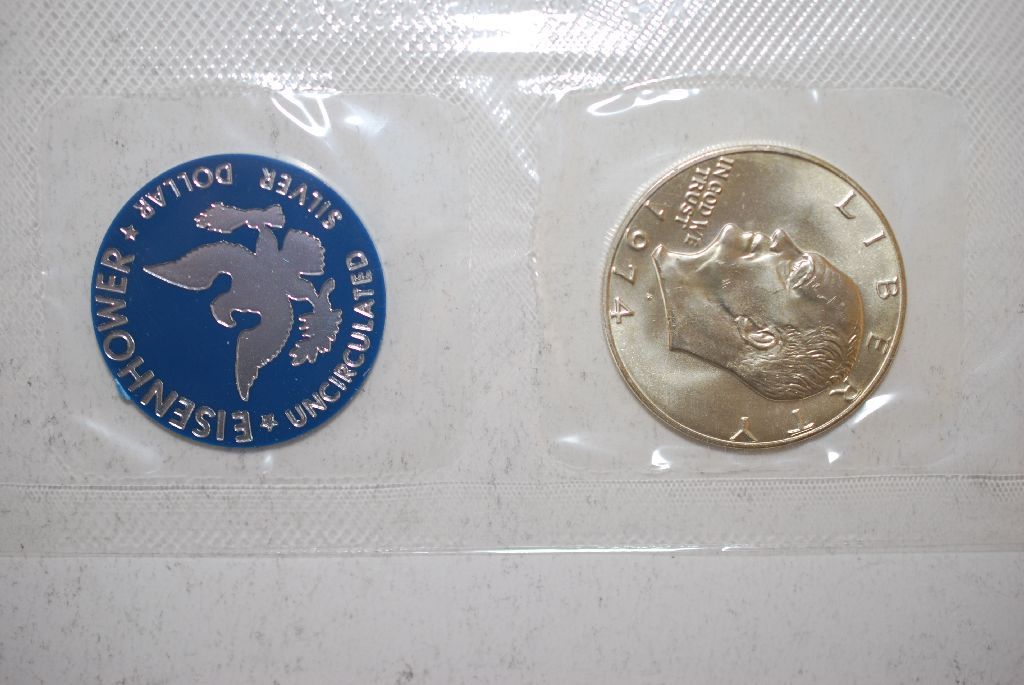 EISENHOWER
★ UNCIRCULATED
SILVER DOLLAR ★
LIBERTY
IN GOD WE
TRUST
1974